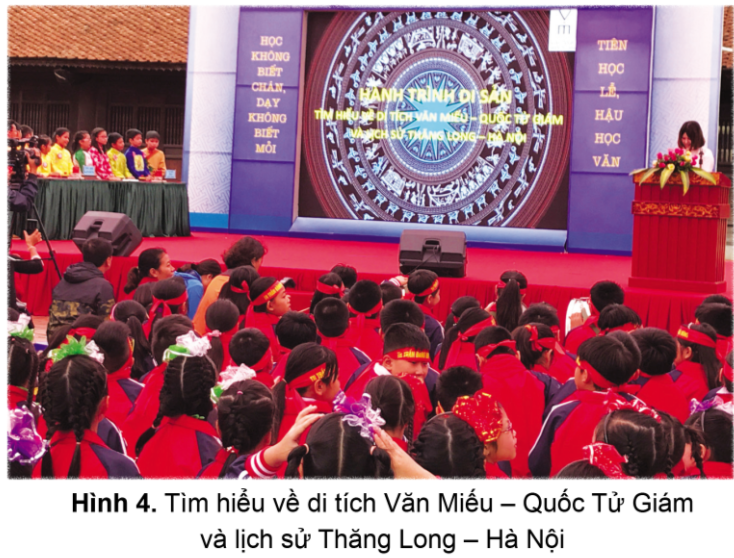 HỌC
KHÔNG
BIẾT
CHÁN,
DẠY
KHÔNG
BIẾT
MỎI
HÀNH TRÌNH DI SẢN
TÌM HIỂU VỀ DI TÍCH VĂN MIẾU – QUỐC TỬ GIÁM
VÀ LỊCH SỬ THĂNG LONG – HÀ NỘI
TIÊN
HỌC
LỄ,
HẬU
HỌC
VĂN
Hình 4. Tìm hiểu về di tích Văn Miếu – Quốc Tử Giám
và lịch sử Thăng Long – Hà Nội